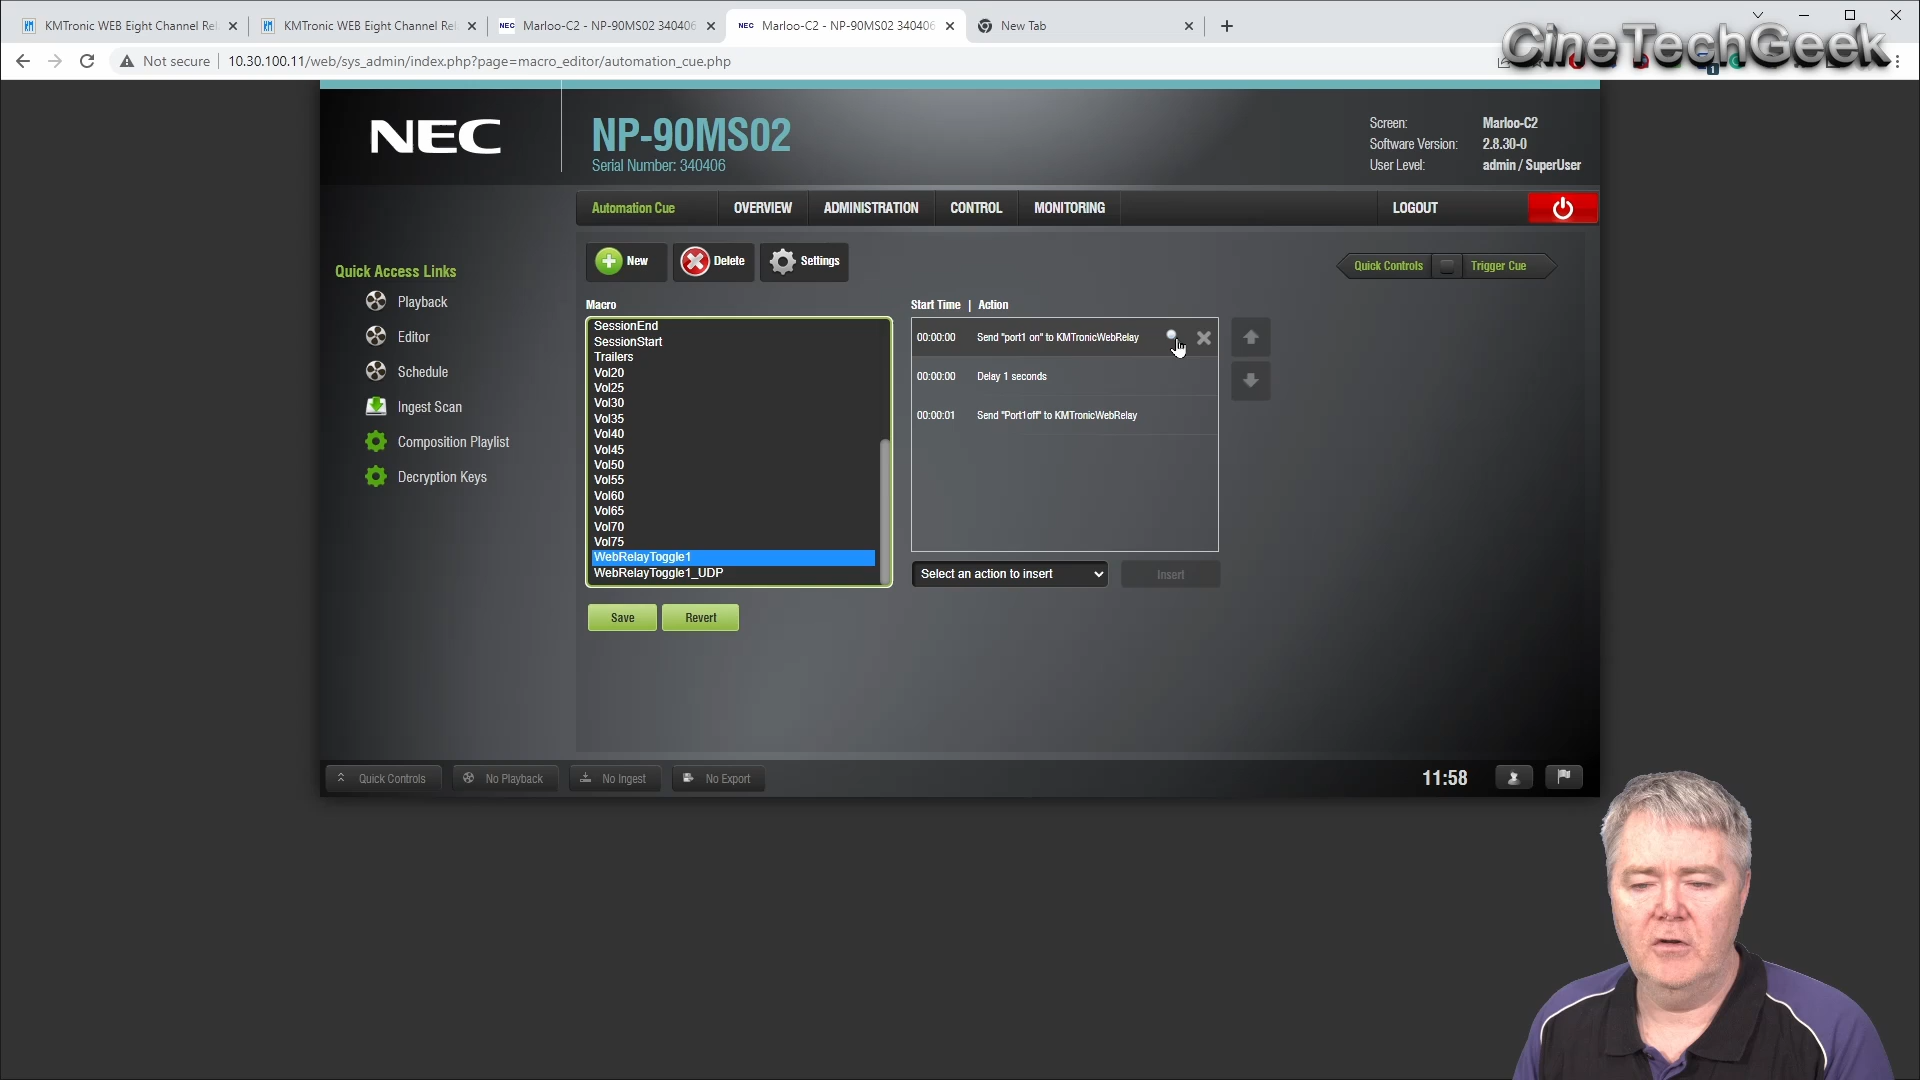 KMTronic WEB Eight Channel Rel
KMTronic WEB Eight Channel Rel
NEC Marloo-C2 - NP-90MS02 340406
NEC Marloo-C2 - NP-90MS02 340406
New Tab
CineTechGeek
Not secure 10.30.100.11/web/sys_admin/index.php?page=macro_editor/automation_cue.php
NEC
NP-90MS02
Serial Number: 340406
Screen: Marloo-C2
Software Version: 2.8.30-0
User Level: admin / SuperUser
Automation Cue OVERVIEW ADMINISTRATION CONTROL MONITORING LOGOUT
New Delete Settings
Quick Controls Trigger Cue
Quick Access Links
Playback
Editor
Schedule
Ingest Scan
Composition Playlist
Decryption Keys
Macro
SessionEnd
SessionStart
Trailers
Vol20
Vol25
Vol30
Vol35
Vol40
Vol45
Vol50
Vol55
Vol60
Vol65
Vol70
Vol75
WebRelayToggle1
WebRelayToggle1_UDP
Start Time | Action
00:00:00 Send "port1 on" to KMTronicWebRelay
00:00:00 Delay 1 seconds
00:00:01 Send "Port1off" to KMTronicWebRelay
Select an action to insert Insert
Save Revert
Quick Controls No Playback No Ingest No Export 11:58